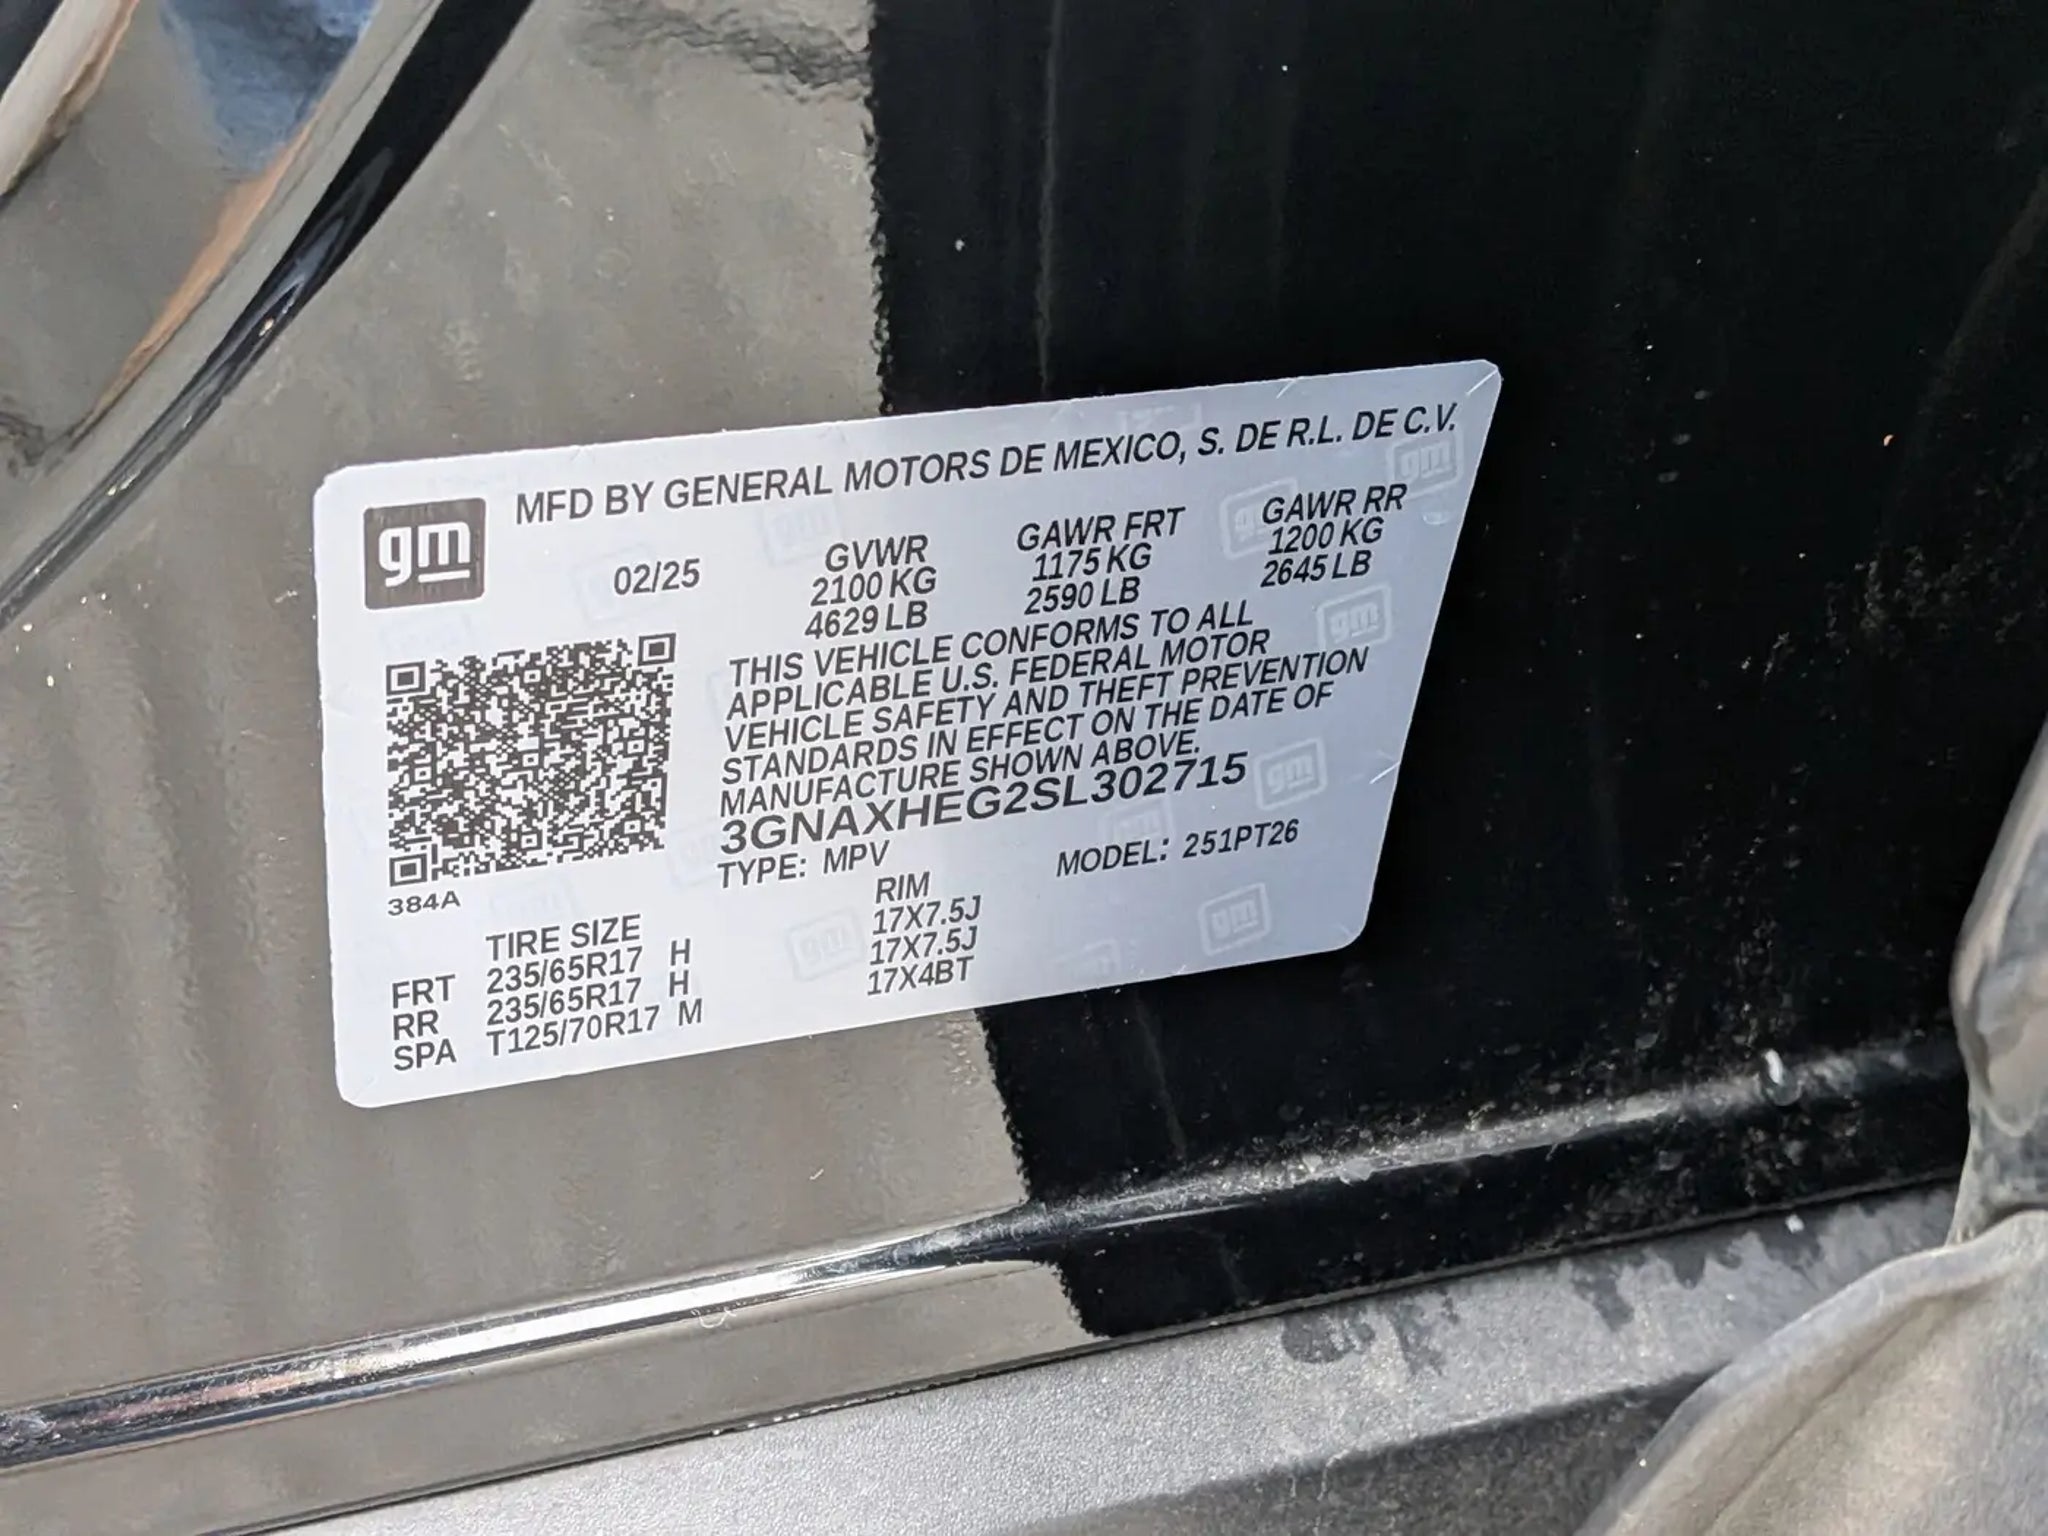 gm MFD BY GENERAL MOTORS DE MEXICO, S. DE R.L. DE C.V.
02/25 GVWR GAWR FRT GAWR RR
2100 KG 1175 KG 1200 KG
4629 LB 2590 LB 2645 LB
THIS VEHICLE CONFORMS TO ALL
APPLICABLE U.S. FEDERAL MOTOR
VEHICLE SAFETY AND THEFT PREVENTION
STANDARDS IN EFFECT ON THE DATE OF
MANUFACTURE SHOWN ABOVE.
3GNAXHEG2SL302715
TYPE: MPV MODEL: 251PT26
384A
TIRE SIZE RIM
FRT 235/65R17 H 17X7.5J
RR 235/65R17 H 17X7.5J
SPA T125/70R17 M 17X4BT